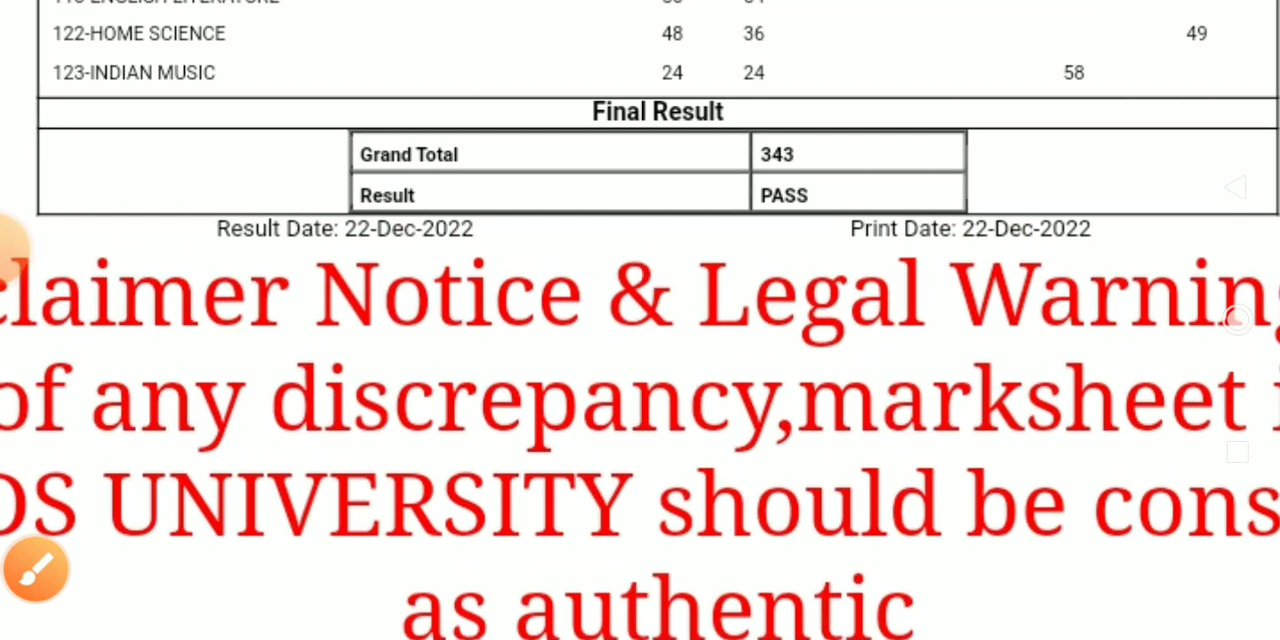 122-HOME SCIENCE 48 36 49
123-INDIAN MUSIC 24 24 58
Final Result
Grand Total 343
Result PASS
Result Date: 22-Dec-2022 Print Date: 22-Dec-2022
claimer Notice & Legal Warning
of any discrepancy,marksheet i
DS UNIVERSITY should be cons
as authentic